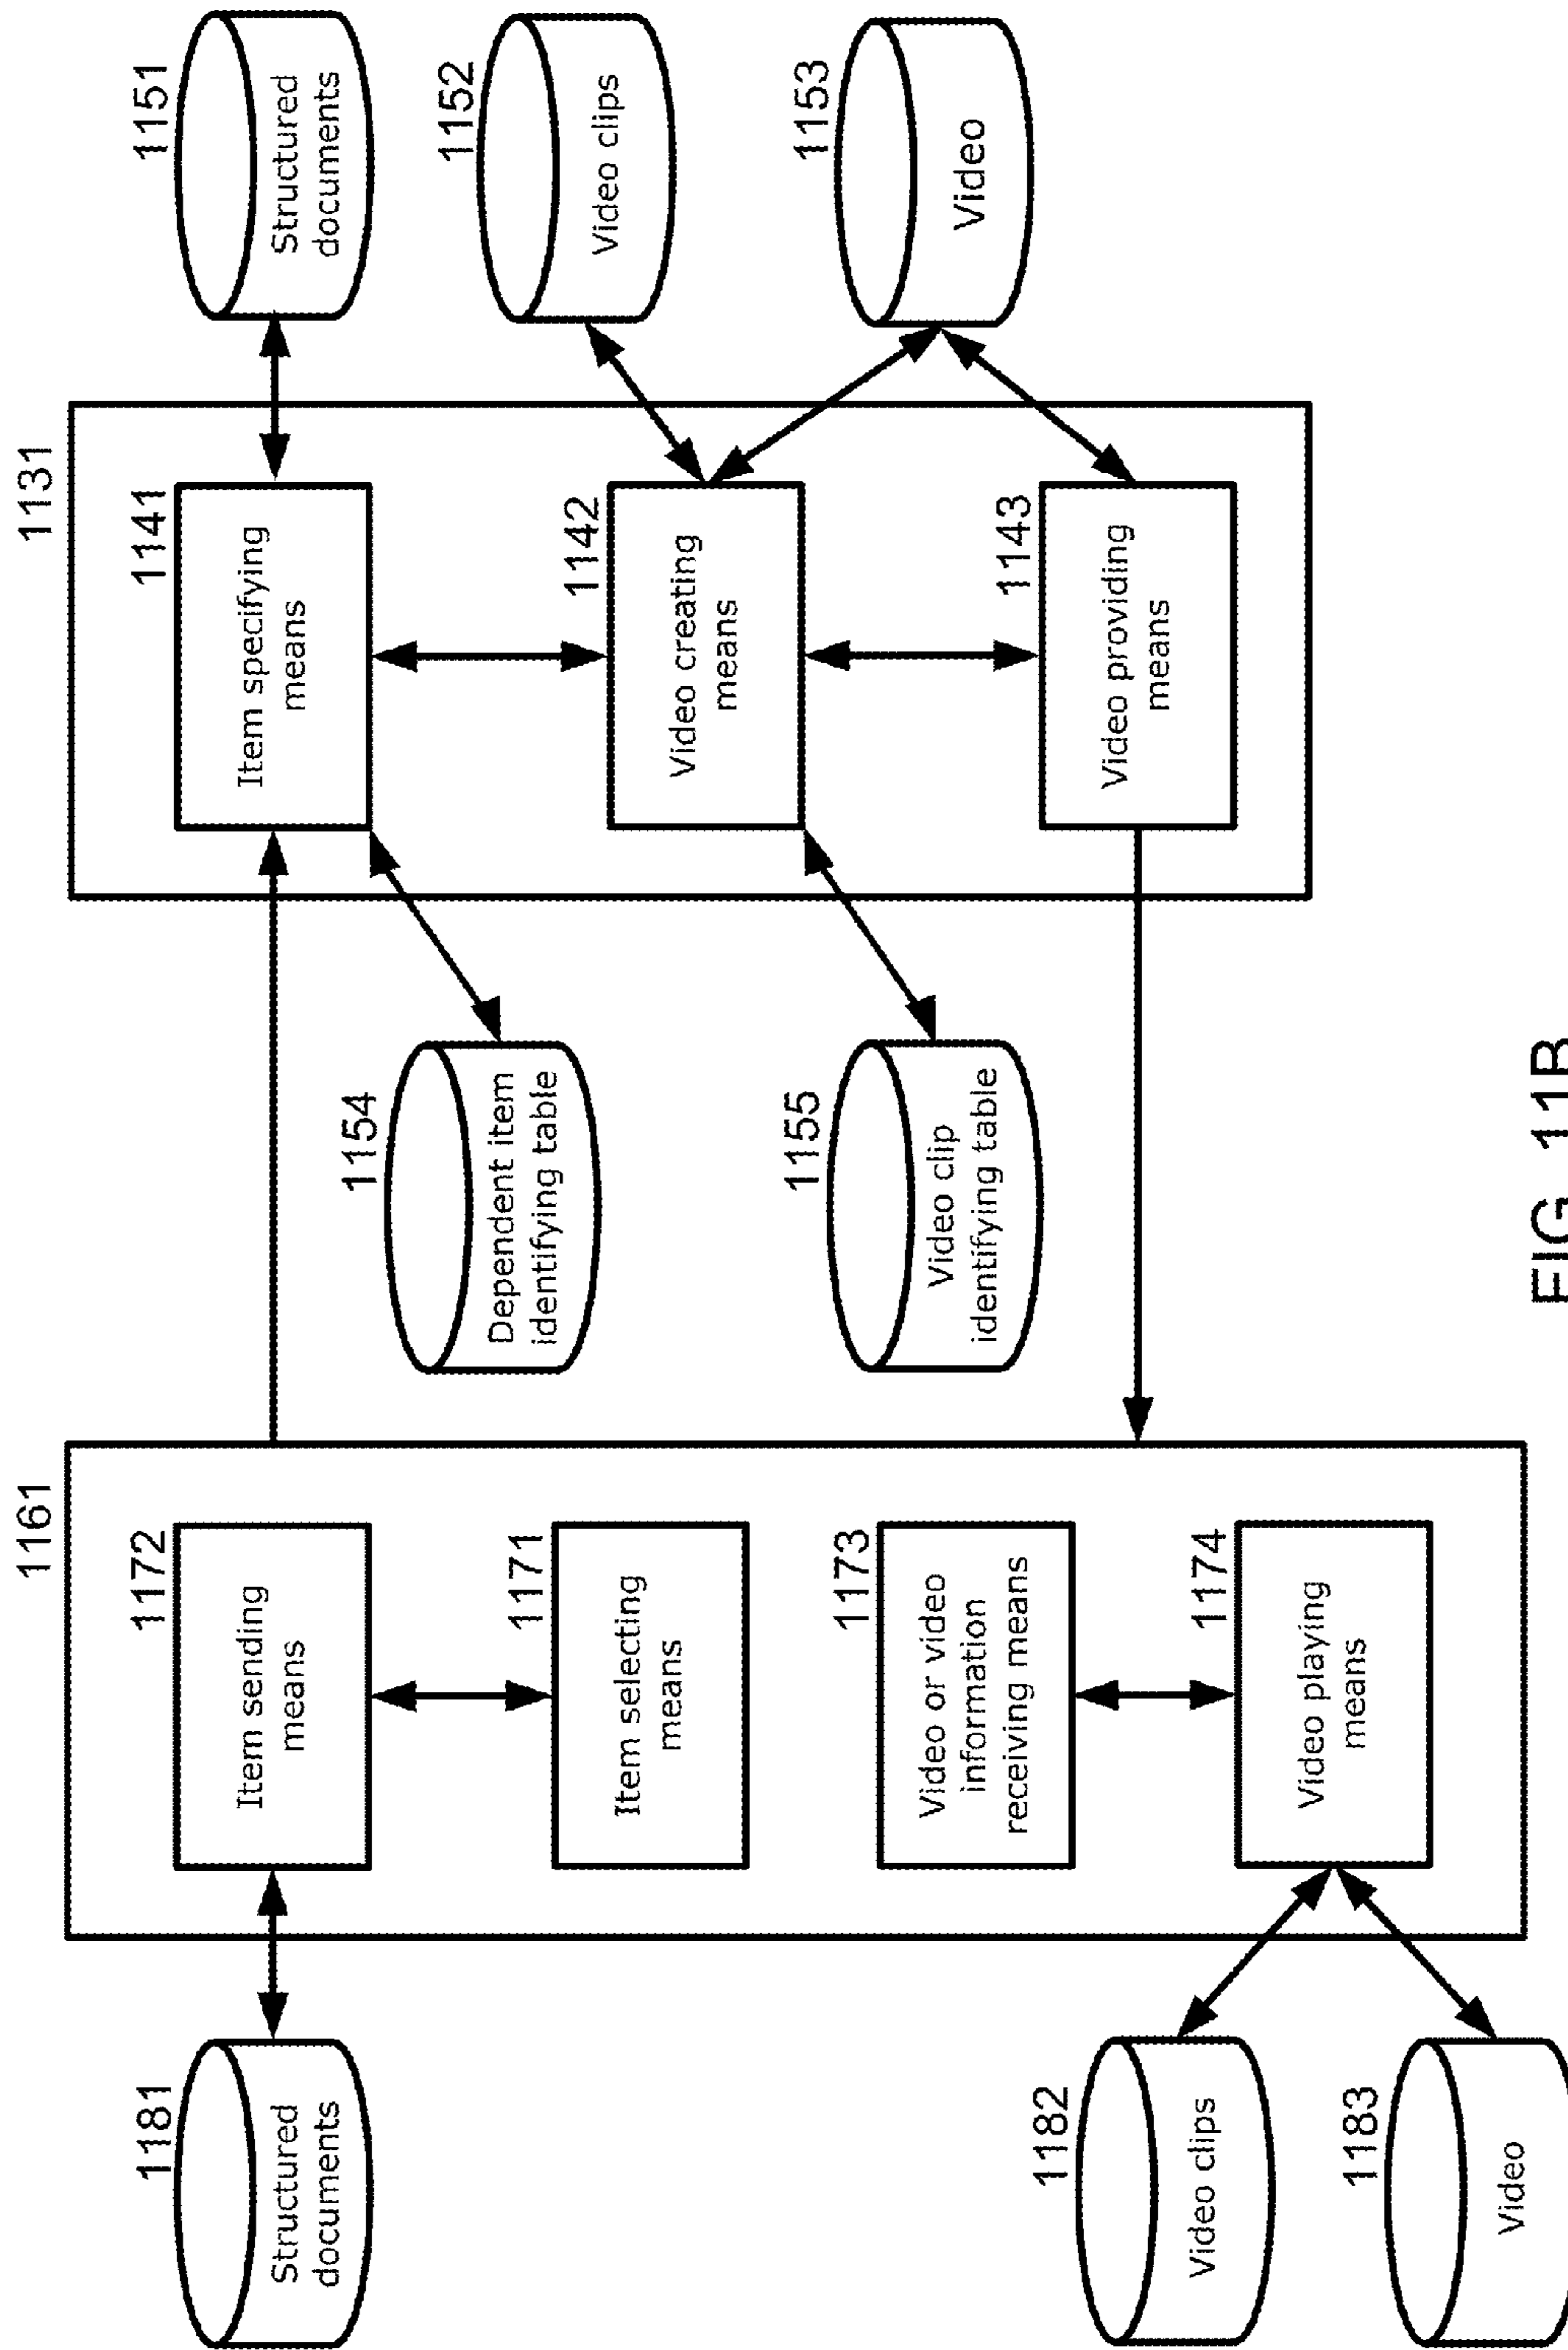 1161
1131
1181
Structured
documents
1172
Item sending
means
1141
Item specifying
means
1151
Structured
documents
1154
Dependent item
identifying table
1171
Item selecting
means
1142
Video creating
means
1152
Video clips
1173
Video or video
information
receiving means
1155
Video clip
identifying table
1153
Video
1182
Video clips
1174
Video playing
means
1143
Video providing
means
1183
Video
FIG. 11B